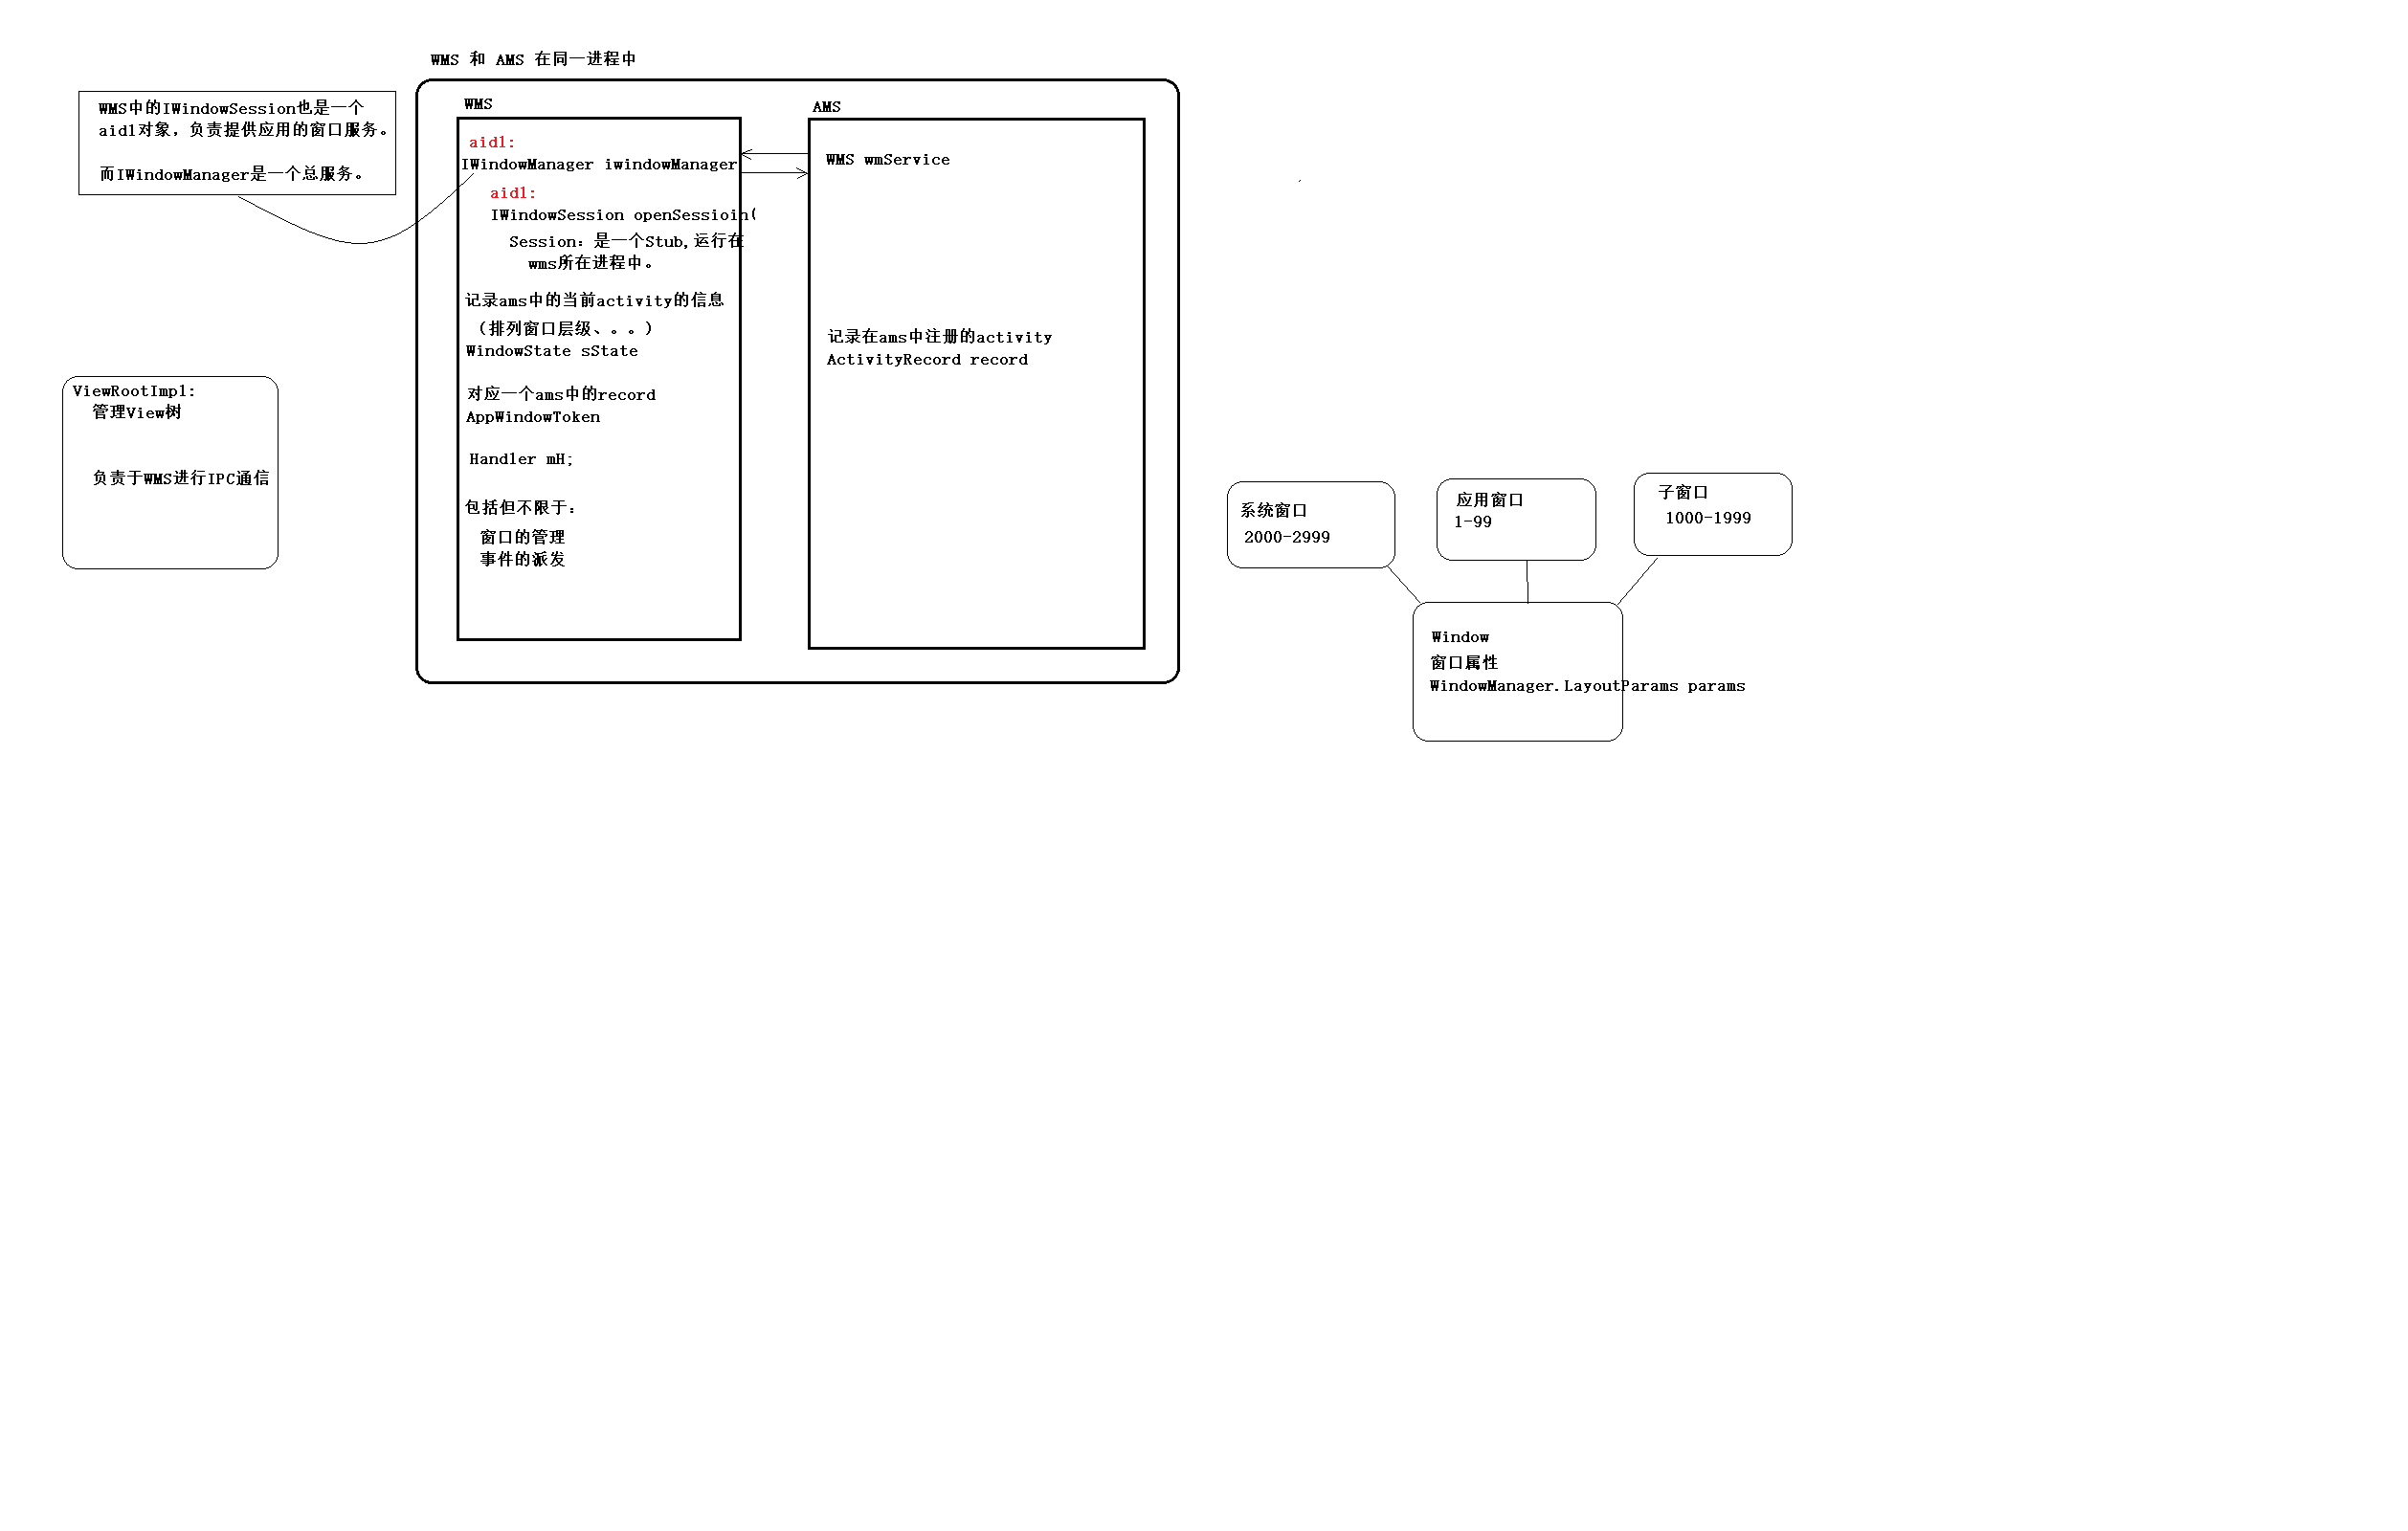 WMS 和 AMS 在同一进程中
WMS中的IWindowSession也是一个
aidl对象，负责提供应用的窗口服务。
而IWindowManager是一个总服务。
WMS
aidl:
IWindowManager iwindowManager
aidl:
IWindowSession openSessioin(
Session：是一个Stub,运行在
wms所在进程中。
记录ams中的当前activity的信息
（排列窗口层级、。。）
WindowState sState
对应一个ams中的record
AppWindowToken
Handler mH;
包括但不限于：
窗口的管理
事件的派发
AMS
WMS wmService
记录在ams中注册的activity
ActivityRecord record
ViewRootImpl:
管理View树
负责于WMS进行IPC通信
系统窗口
2000-2999
应用窗口
1-99
子窗口
1000-1999
Window
窗口属性
WindowManager.LayoutParams params